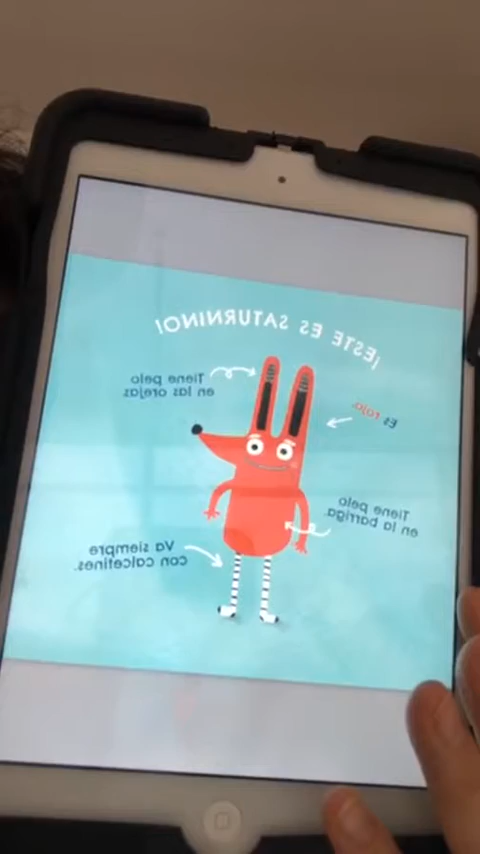 ¡ESTE ES SATURNINO!
Es rojo.
Tiene pelo
en las orejas
Tiene pelo
en la barriga.
Va siempre
con calcetines.